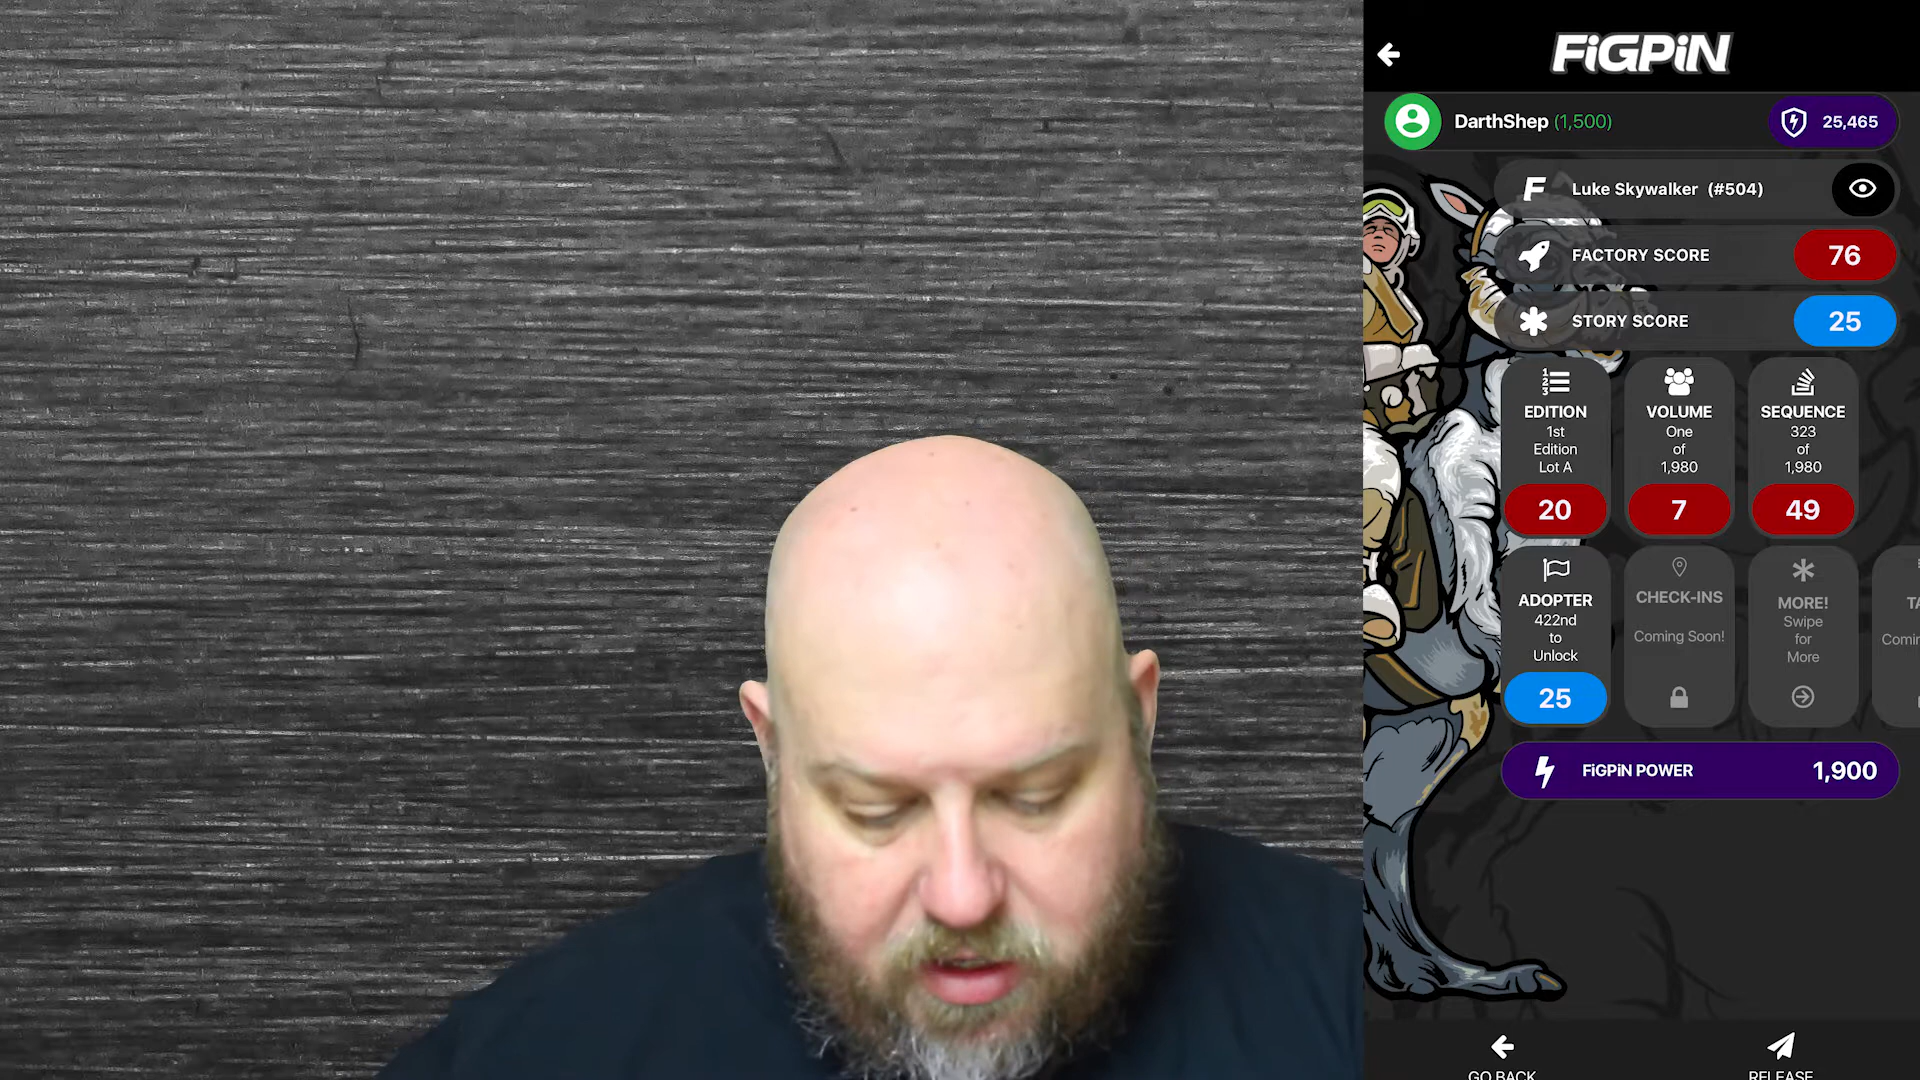 FiGPiN
DarthShep (1,500)
25,465
F Luke Skywalker (#504)
FACTORY SCORE
76
STORY SCORE
25
EDITION
1st
Edition
Lot A
20
VOLUME
One
of
1,980
7
SEQUENCE
323
of
1,980
49
ADOPTER
422nd
to
Unlock
25
CHECK-INS
Coming Soon!
MORE!
Swipe
for
More
TA
Comin
FiGPiN POWER
1,900
GO BACK
RELEASE